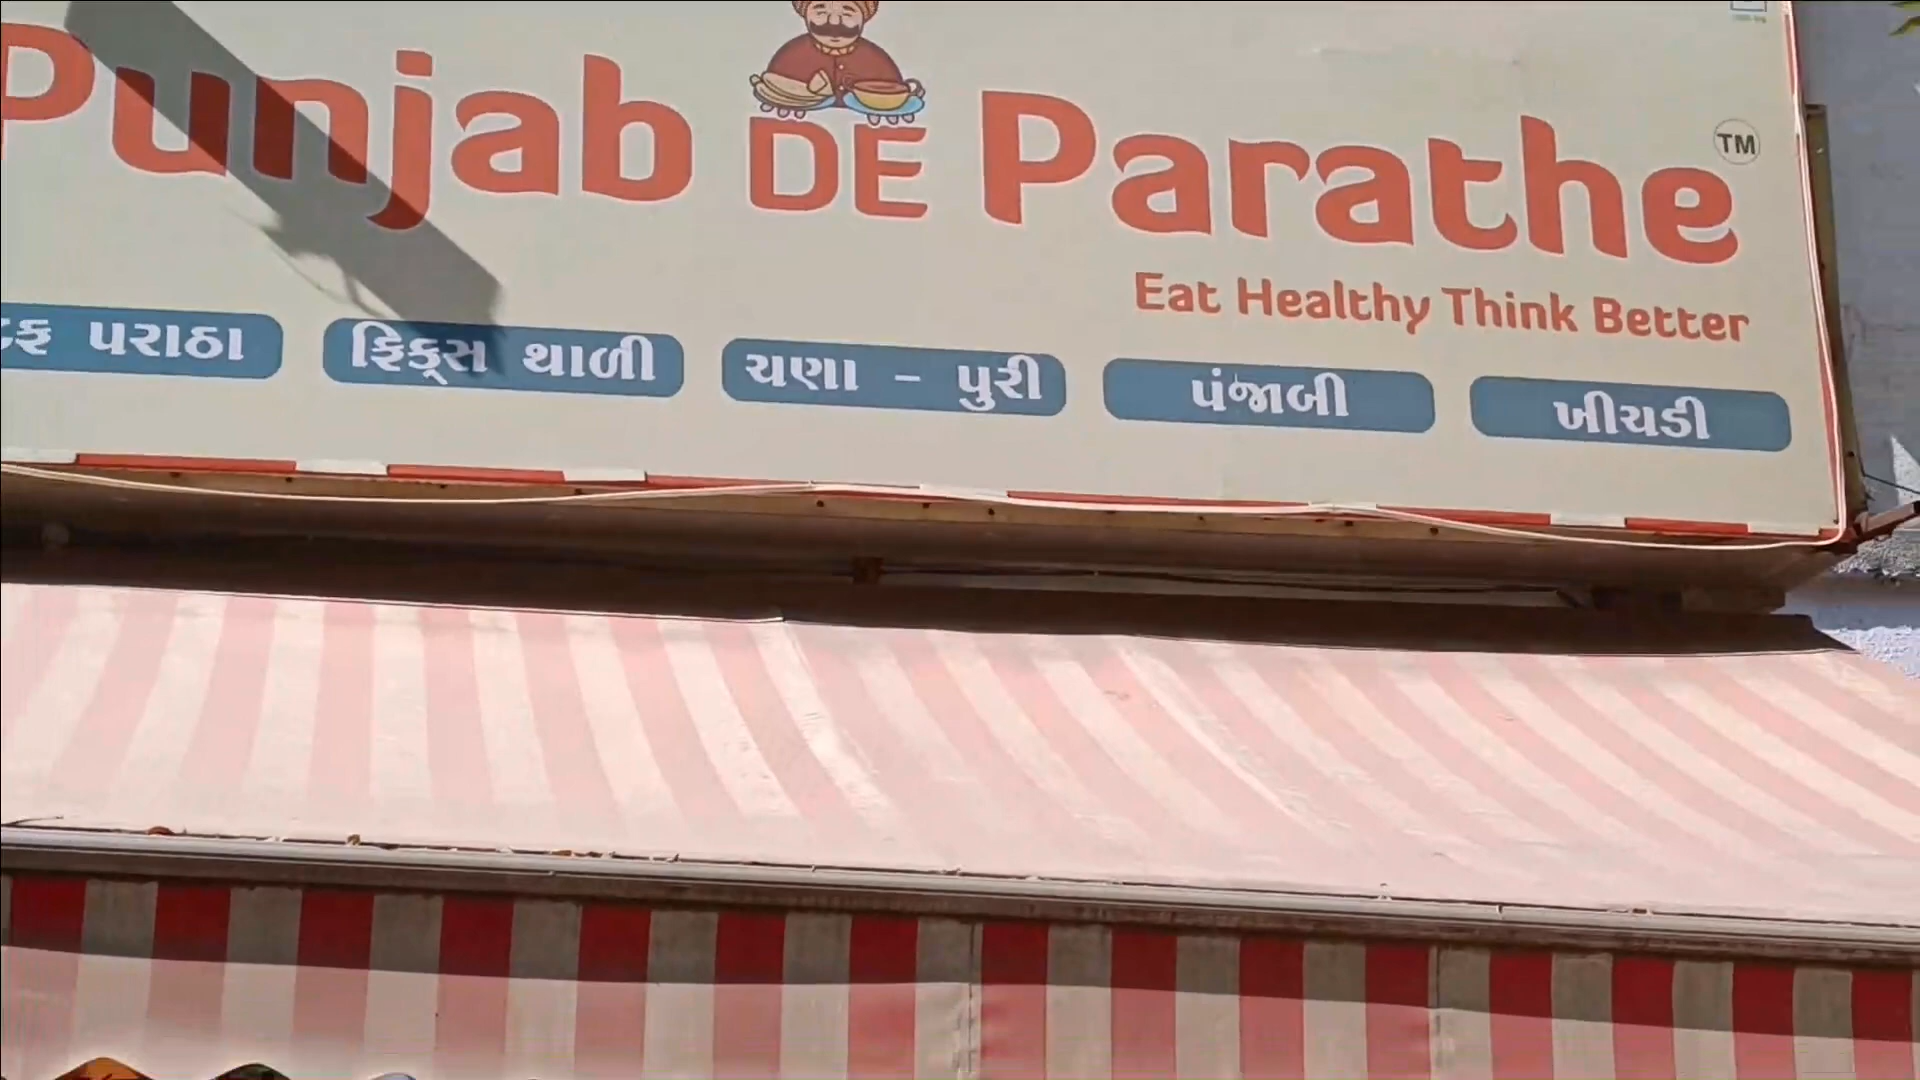 Punjab DE Parathe TM
Eat Healthy Think Better
પરાઠા ફિક્સ થાળી ચણા - પુરી પંજાબી ખીચડી